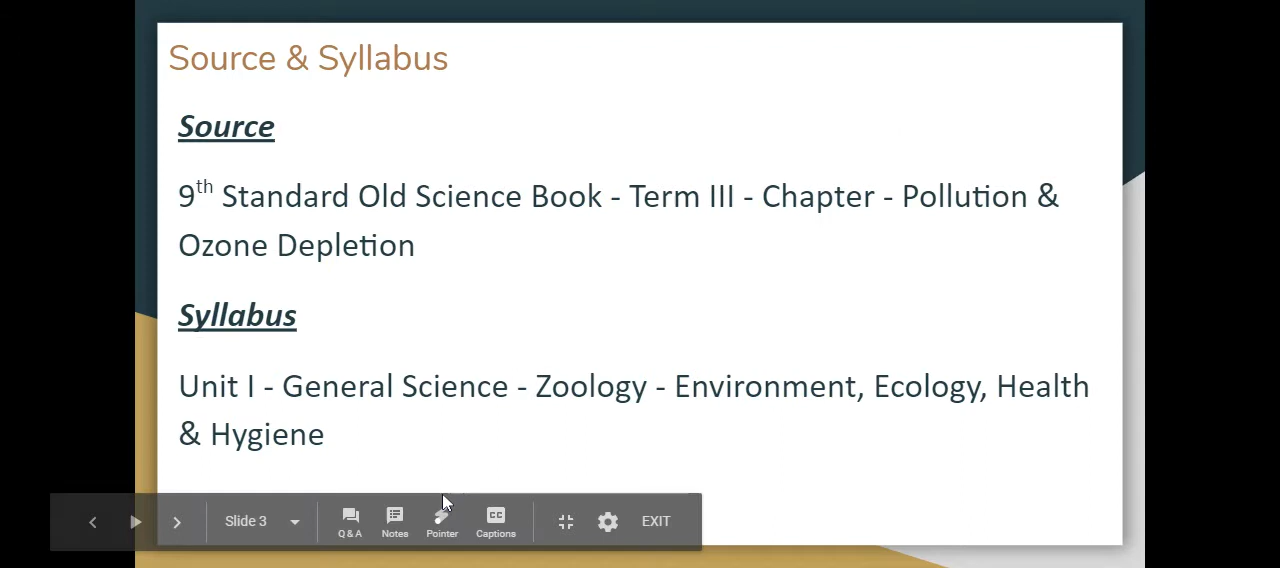 Source & Syllabus
Source
9th Standard Old Science Book - Term III - Chapter - Pollution &
Ozone Depletion
Syllabus
Unit I - General Science - Zoology - Environment, Ecology, Health
& Hygiene
Slide 3
Q & A
Notes
Pointer
CC
Captions
EXIT